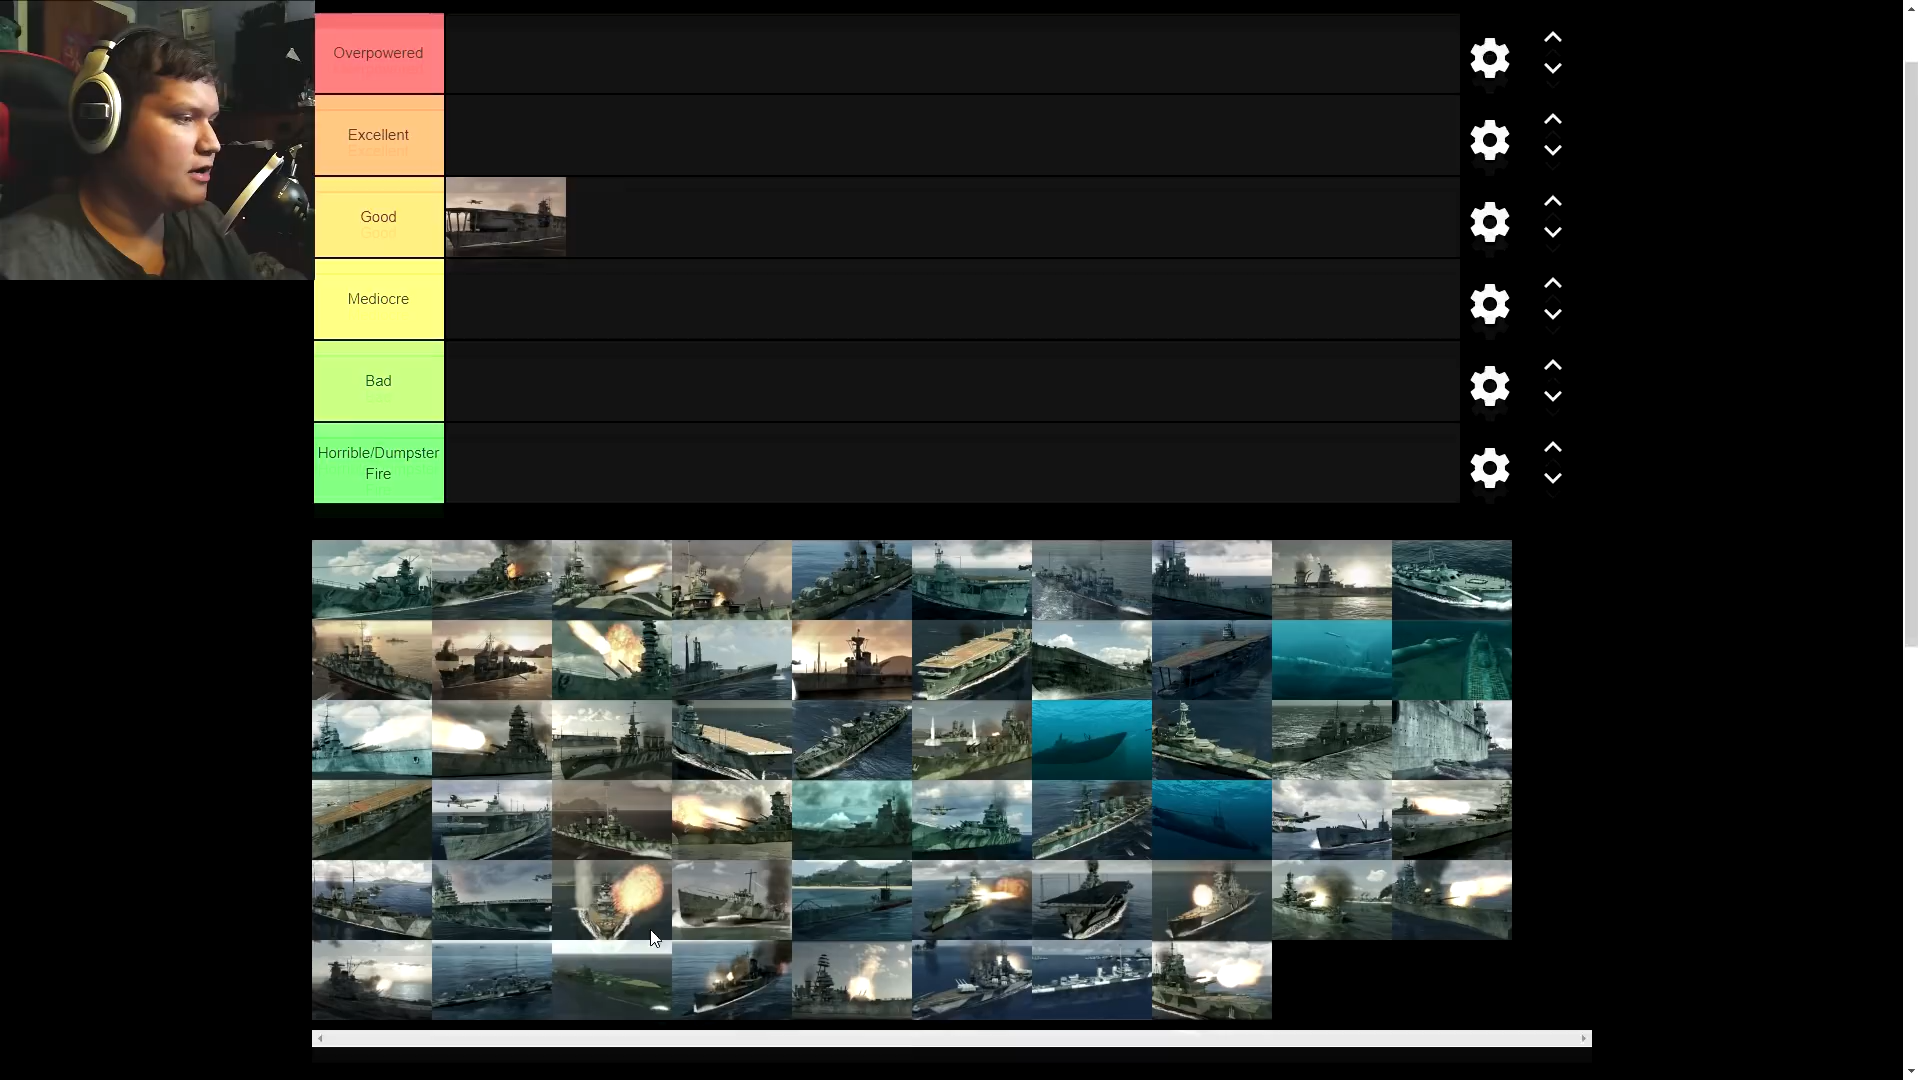 Overpowered
Excellent
Good
Mediocre
Bad
Horrible/Dumpster
Fire